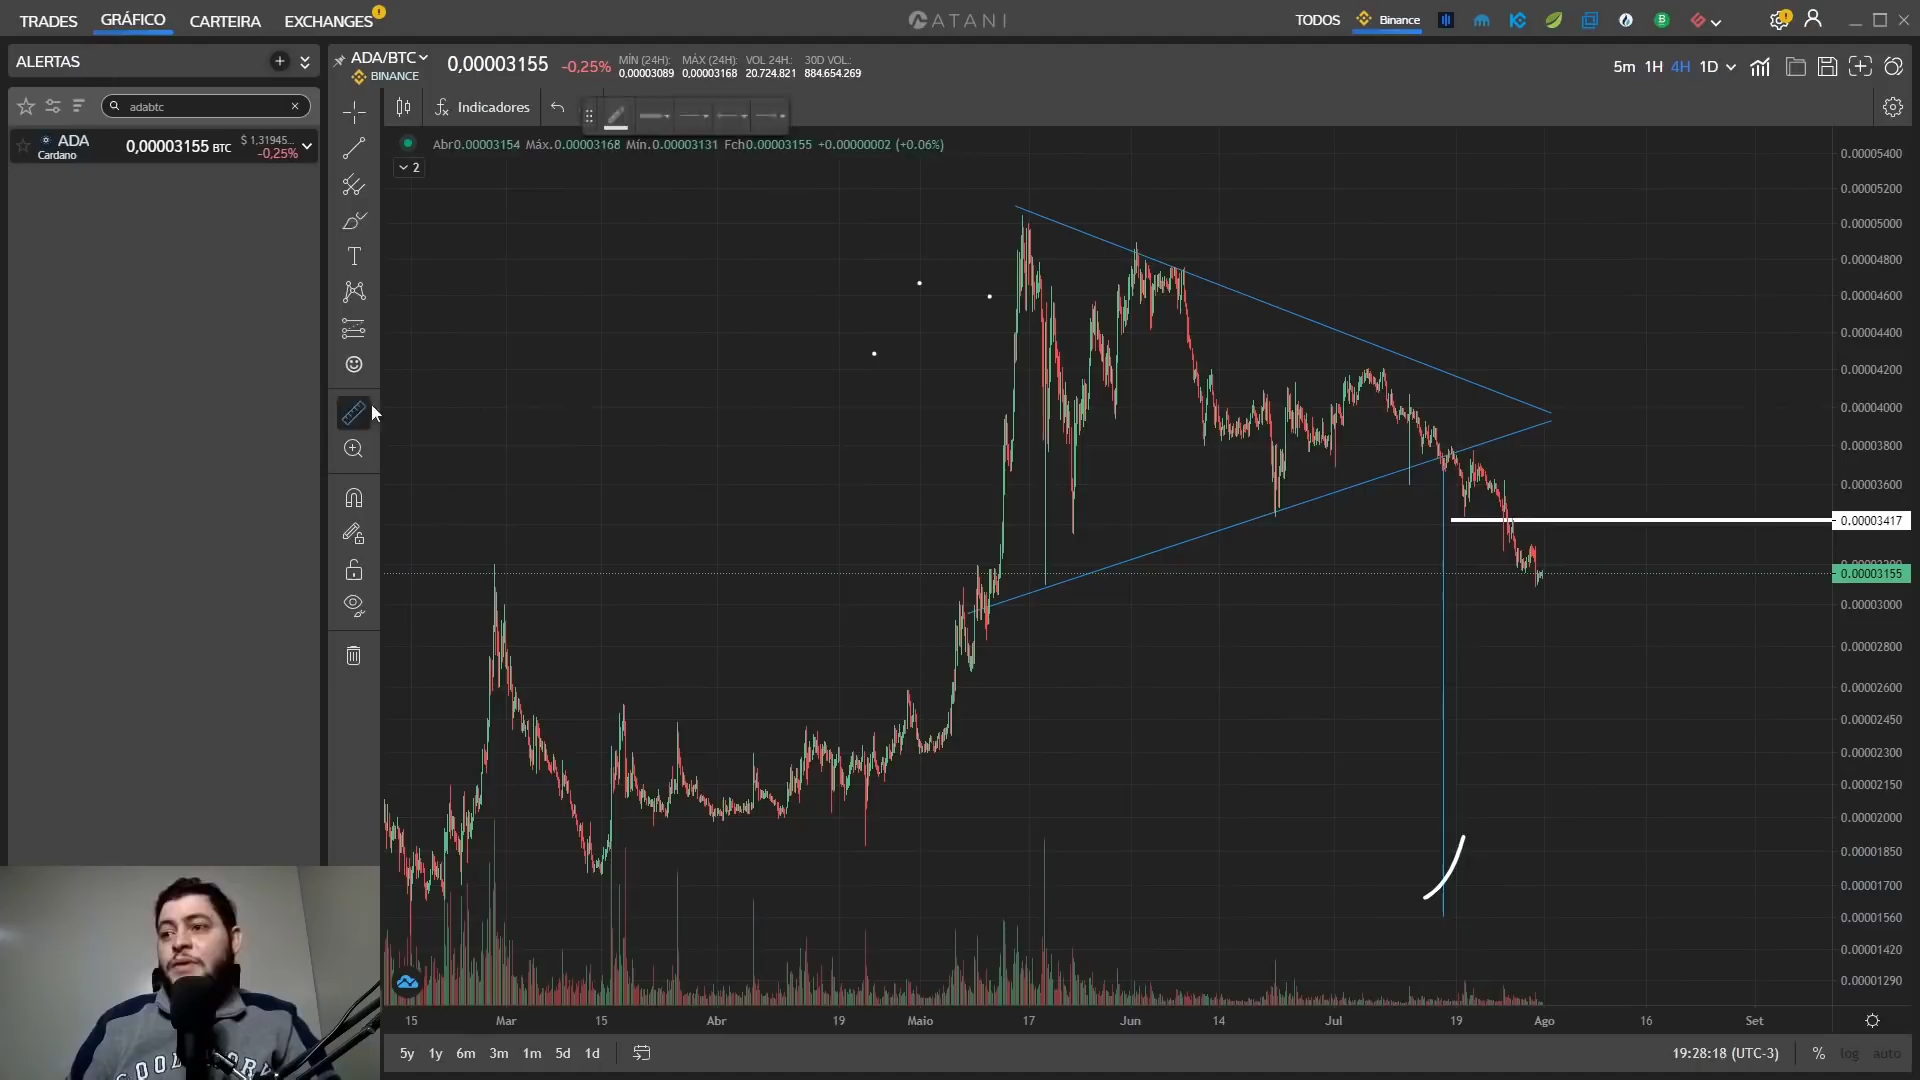 TRADES GRÁFICO CARTEIRA EXCHANGES
ATANI
TODOS Binance
ALERTAS
adabtc
ADA 0,00003155 BTC $ 1,31945...
Cardano -0,25%
ADA/BTC 0,00003155 -0,25%
BINANCE
MÍN (24H): MÁX (24H): VOL 24H.: 30D VOL.:
0,00003089 0,00003168 20.724.821 884.654.269
5m 1H 4H 1D
Indicadores
Abr0.00003154 Máx.0.00003168 Mín.0.00003131 Fch0.00003155 +0.00000002 (+0.06%)
2
0.00005400
0.00005200
0.00005000
0.00004800
0.00004600
0.00004400
0.00004200
0.00004000
0.00003800
0.00003600
0.00003417
0.00003155
0.00003000
0.00002800
0.00002600
0.00002450
0.00002300
0.00002150
0.00002000
0.00001850
0.00001700
0.00001560
0.00001420
0.00001290
15 Mar 15 Abr 19 Maio 17 Jun 14 Jul 19 Ago 16 Set
5y 1y 6m 3m 1m 5d 1d
19:28:18 (UTC-3) % log auto